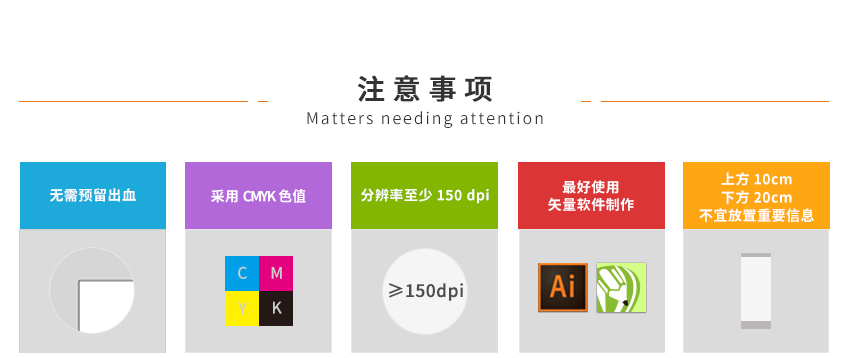 注意事项
Matters needing attention
无需预留出血
采用 CMYK 色值
分辨率至少 150 dpi
最好使用
矢量软件制作
上方 10cm
下方 20cm
不宜放置重要信息
C M
Y K
≥150dpi
Ai